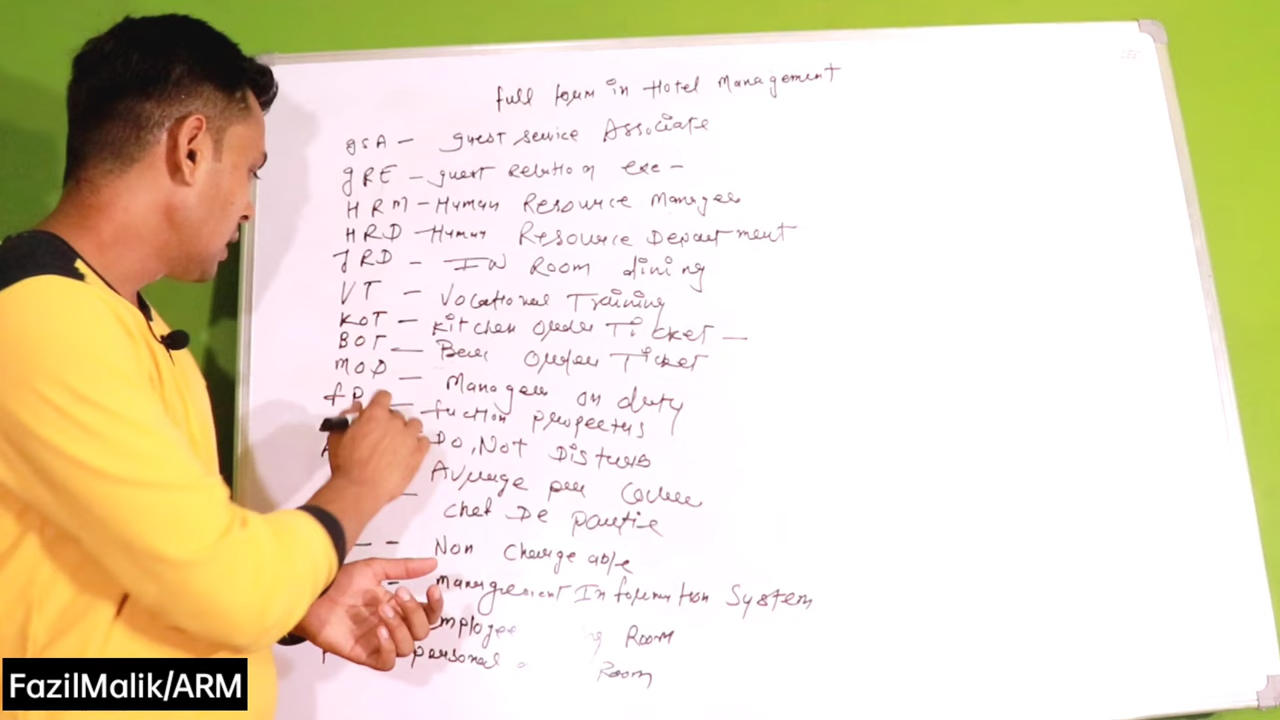 full form in Hotel Management
GSA - guest service Associate
GRE - guest Relation exe -
HRM - Human Resource Manager
HRD - Human Resource Department
IRD - IN Room dining
VT - Vocational Training
KOT - Kitchen order Ticket -
BOT - Beer order Ticket
MOD - Manager on duty
fP - fuction prospectus
Do, Not Disturb
Average per Cover
Chef De partie
-- Non Chargeable
- Management Information System
mployee ng Room
personal Room
FazilMalik/ARM